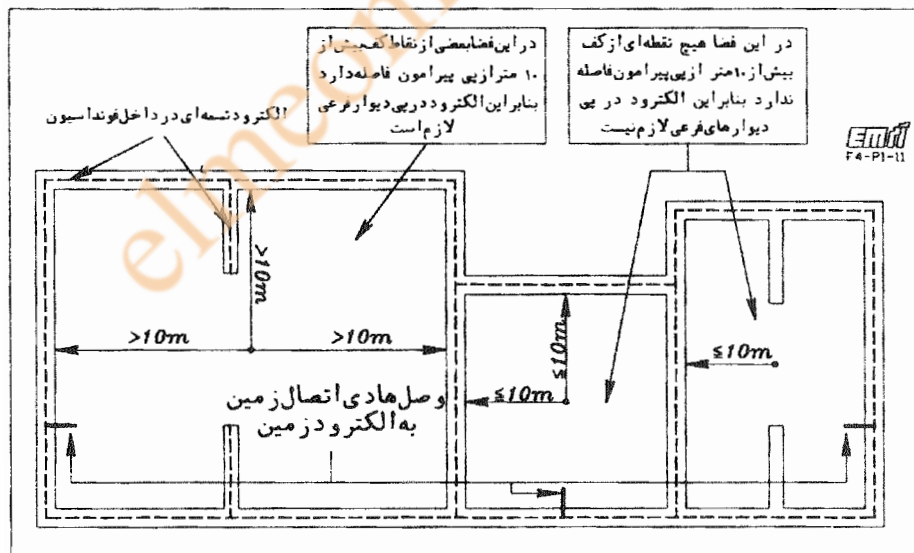 در این فضا هیچ نقطه‌ای از کف
بیش از ۱۰ متر از پی پیرامون فاصله
ندارد بنابراین الکترود در پی
دیوارهای فرعی لازم نیست
در این فضا بعضی از نقاط کف بیش از
۱۰ متر از پی پیرامون فاصله دارد
بنابراین الکترود در پی دیوار فرعی
لازم است
الکترود تسمه‌ای در داخل فونداسیون
emti
F4-P1-11
>10m
>10m
>10m
≤10m
≤10m
≤10m
وصل هادی اتصال زمین
به الکترود زمین